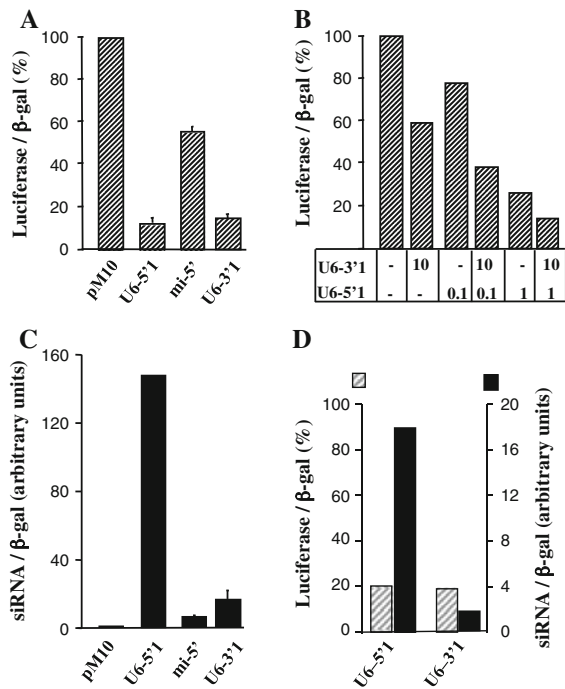 A
Luciferase / β-gal (%)
100
80
60
40
20
0
pM10
U6-5'1
mi-5'
U6-3'1
B
Luciferase / β-gal (%)
100
80
60
40
20
U6-3'1 - 10 - 10 - 10
U6-5'1 - - 0.1 0.1 1 1
C
siRNA / β-gal (arbitrary units)
160
120
80
40
0
pM10
U6-5'1
mi-5'
U6-3'1
D
Luciferase / β-gal (%)
100
80
60
40
20
0
20
16
12
8
4
0
siRNA / β-gal (arbitrary units)
U6–5'1
U6–3'1